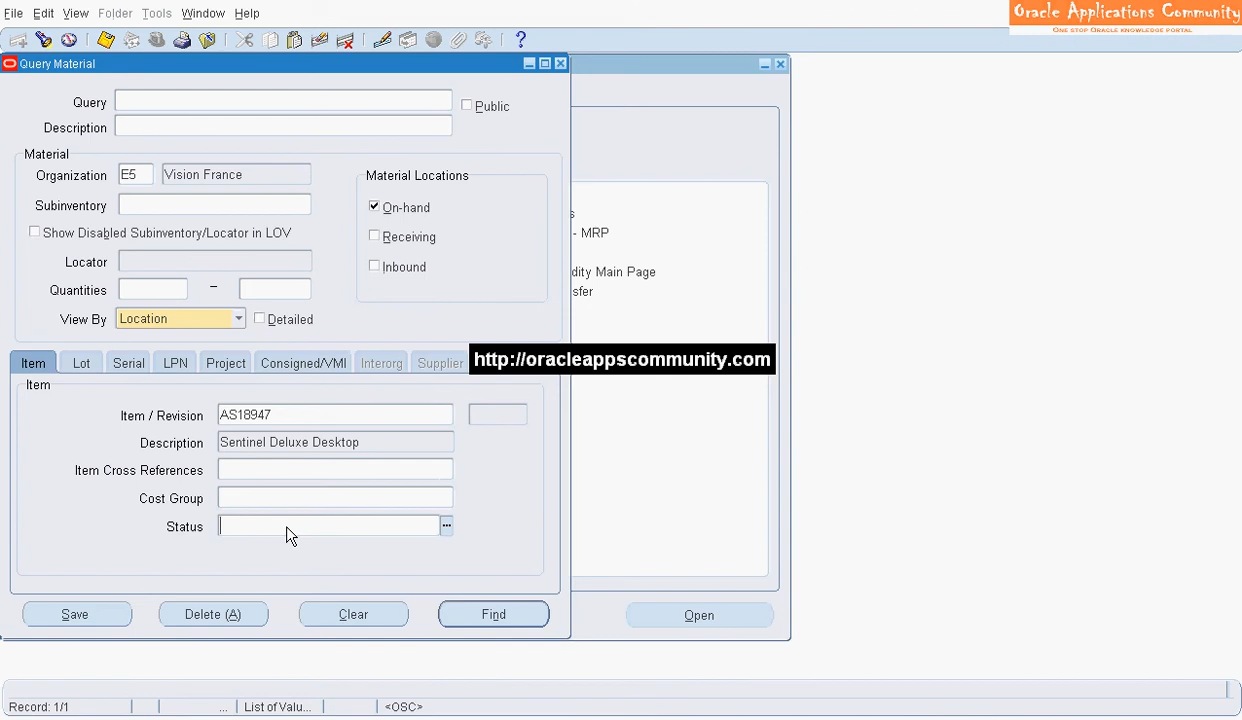 File Edit View Folder Tools Window Help
Oracle Applications Community
ONE STOP ORACLE KNOWLEDGE PORTAL
?
Query Material
Query
Public
Description
Material
Organization E5 Vision France
Material Locations
Subinventory
On-hand
Show Disabled Subinventory/Locator in LOV
Receiving
Locator
Inbound
Quantities –
View By Location Detailed
s
- MRP
dity Main Page
sfer
Item Lot Serial LPN Project Consigned/VMI Interorg Supplier
http://oracleappscommunity.com
Item
Item / Revision AS18947
Description Sentinel Deluxe Desktop
Item Cross References
Cost Group
Status ...
Save Delete (A) Clear Find Open
Record: 1/1 ... List of Valu... <OSC>